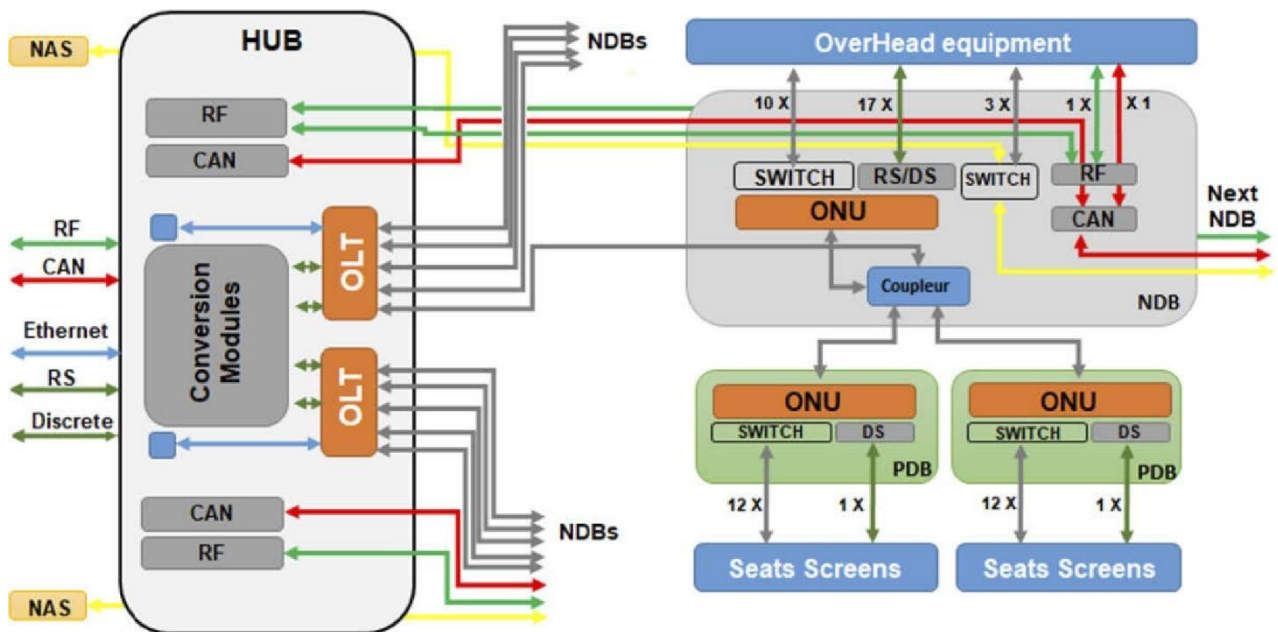 HUB
NAS
RF
CAN
RF
CAN
Ethernet
RS
Discrete
Conversion
Modules
OLT
OLT
CAN
RF
NAS
NDBs
NDBs
OverHead equipment
10 X
17 X
3 X
1 X
X 1
SWITCH
RS/DS
SWITCH
RF
ONU
CAN
Next
NDB
Coupleur
NDB
ONU
SWITCH
DS
PDB
ONU
SWITCH
DS
PDB
12 X
1 X
12 X
1 X
Seats Screens
Seats Screens